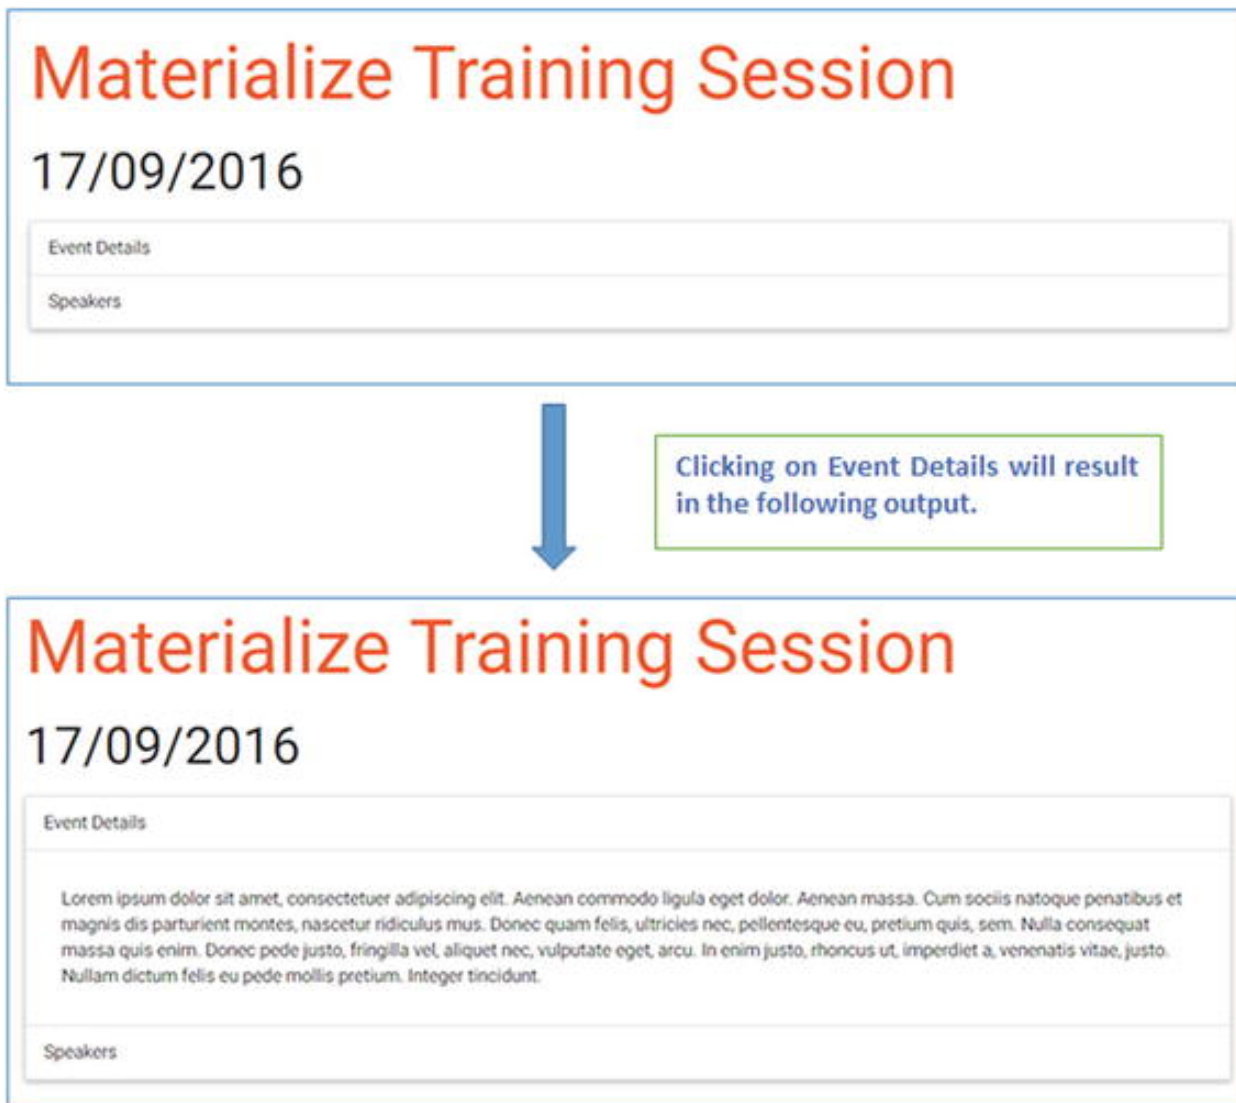 Materialize Training Session
17/09/2016
Event Details
Speakers
Clicking on Event Details will result
in the following output.
Materialize Training Session
17/09/2016
Event Details
Lorem ipsum dolor sit amet, consectetuer adipiscing elit. Aenean commodo ligula eget dolor. Aenean massa. Cum sociis natoque penatibus et
magnis dis parturient montes, nascetur ridiculus mus. Donec quam felis, ultricies nec, pellentesque eu, pretium quis, sem. Nulla consequat
massa quis enim. Donec pede justo, fringilla vel, aliquet nec, vulputate eget, arcu. In enim justo, rhoncus ut, imperdiet a, venenatis vitae, justo.
Nullam dictum felis eu pede mollis pretium. Integer tincidunt.
Speakers